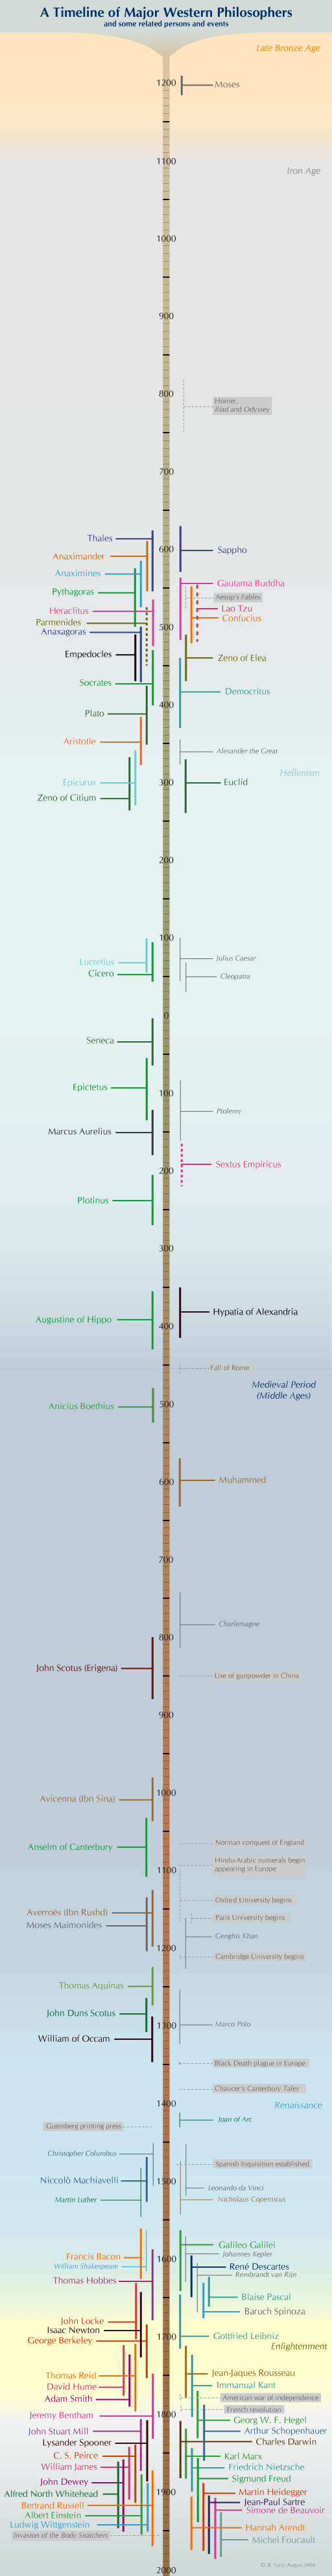 A Timeline of Major Western Philosophers
and some related persons and events
Late Bronze Age
1200
Moses
1100
Iron Age
1000
900
800
Homer,
Iliad and Odyssey
700
Thales
600
Sappho
Anaximander
Anaximines
Gautama Buddha
Pythagoras
Aesop's Fables
Heraclitus
Lao Tzu
Parmenides
Confucius
Anaxagoras
500
Empedocles
Zeno of Elea
Socrates
Democritus
400
Plato
Aristotle
Alexander the Great
Hellenism
Epicurus
300
Euclid
Zeno of Citium
200
100
Julius Caesar
Lucretius
Cicero
Cleopatra
0
Seneca
Epictetus
100
Ptolemy
Marcus Aurelius
Sextus Empiricus
200
Plotinus
300
Hypatia of Alexandria
Augustine of Hippo
400
Fall of Rome
Medieval Period
(Middle Ages)
Anicius Boethius
500
Muhammed
600
700
Charlemagne
800
John Scotus (Erigena)
Use of gunpowder in China
900
1000
Avicenna (Ibn Sina)
Norman conquest of England
Anselm of Canterbury
Hindu-Arabic numerals begin
appearing in Europe
1100
Oxford University begins
Averroës (Ibn Rushd)
Paris University begins
Moses Maimonides
Genghis Khan
1200
Cambridge University begins
Thomas Aquinas
John Duns Scotus
1300
Marco Polo
William of Occam
Black Death plague in Europe
Chaucer's Canterbury Tales
1400
Renaissance
Joan of Arc
Gutenberg printing press
Christopher Columbus
Spanish Inquisition established
Niccolò Machiavelli
1500
Leonardo da Vinci
Martin Luther
Nicholaus Copernicus
Galileo Galilei
Francis Bacon
1600
Johannes Kepler
William Shakespeare
René Descartes
Thomas Hobbes
Rembrandt van Rijn
Blaise Pascal
Baruch Spinoza
John Locke
Isaac Newton
Gottfried Leibniz
George Berkeley
1700
Enlightenment
Thomas Reid
Jean-Jaques Rousseau
David Hume
Immanual Kant
Adam Smith
American war of independence
Jeremy Bentham
1800
French revolution
Georg W. F. Hegel
John Stuart Mill
Arthur Schopenhauer
Lysander Spooner
Charles Darwin
C. S. Peirce
Karl Marx
William James
Friedrich Nietzsche
John Dewey
Sigmund Freud
Alfred North Whitehead
1900
Martin Heidegger
Bertrand Russell
Jean-Paul Sartre
Albert Einstein
Simone de Beauvoir
Ludwig Wittgenstein
Hannah Arendt
Invasion of the Body Snatchers
Michel Foucault
2000